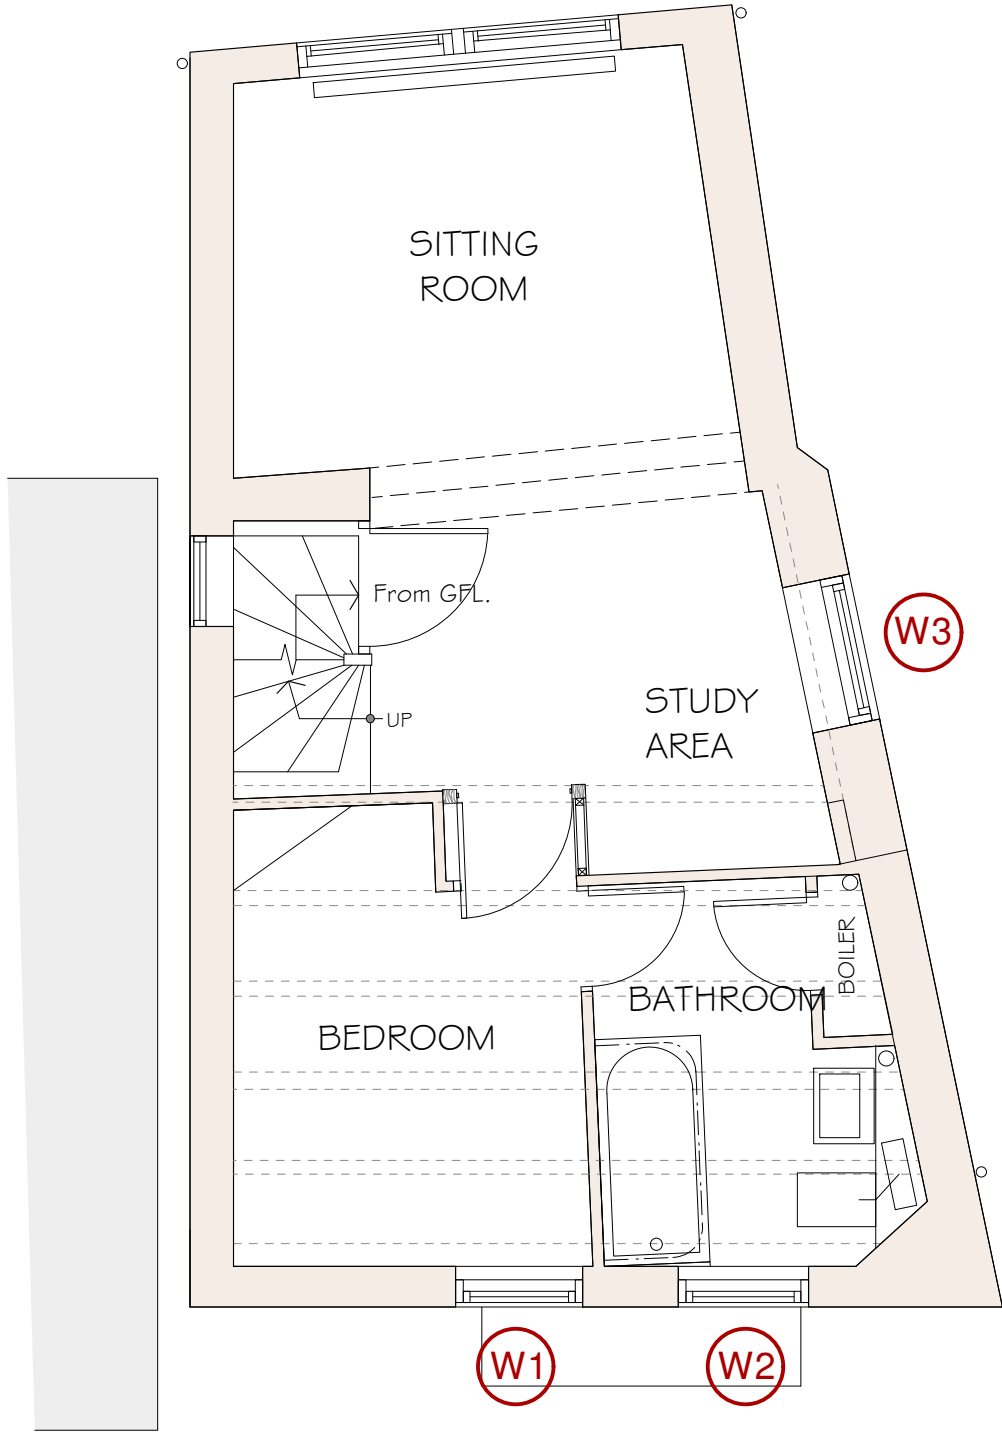 SITTING
ROOM
From GFL.
W3
UP
STUDY
AREA
BOILER
BATHROOM
BEDROOM
W1
W2